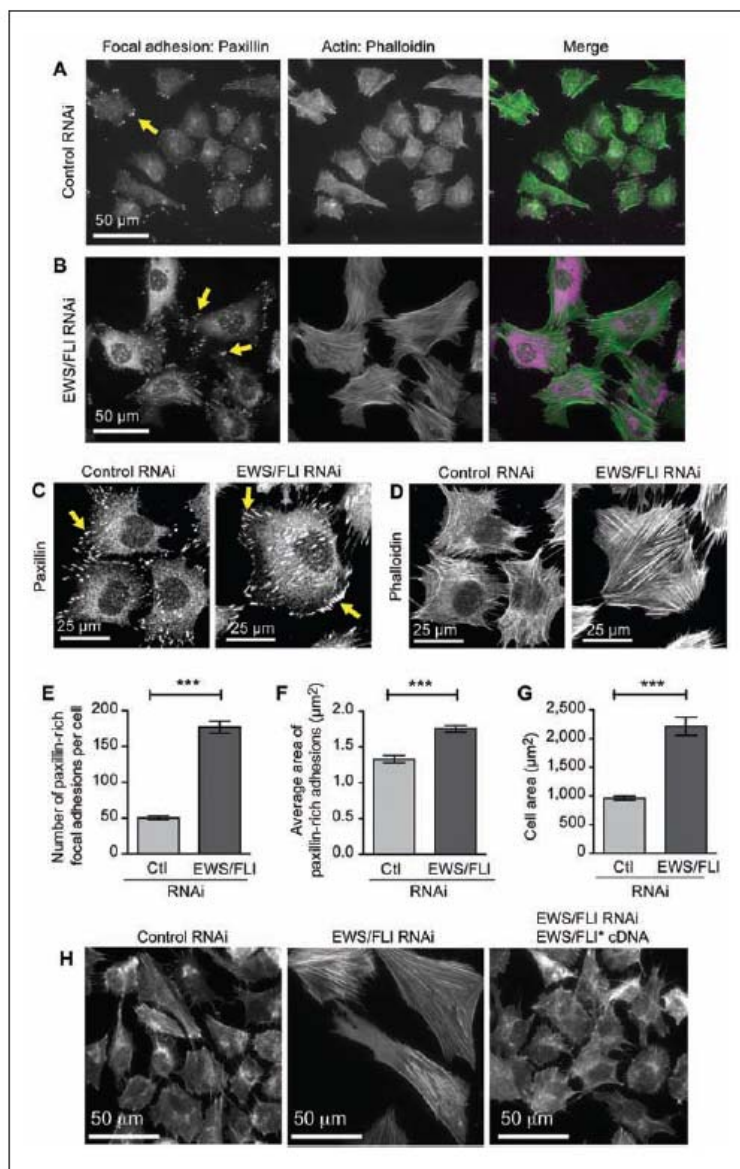 Focal adhesion: Paxillin Actin: Phalloidin Merge
A
Control RNAi
50 µm
B
EWS/FLI RNAi
50 µm
Control RNAi EWS/FLI RNAi Control RNAi EWS/FLI RNAi
C
D
Paxillin
Phalloidin
25 µm 25 µm 25 µm 25 µm
E
***
Number of paxillin-rich
focal adhesions per cell
200
150
100
50
0
Ctl EWS/FLI
RNAi
F
***
Average area of
paxillin-rich adhesions (µm²)
2.0
1.5
1.0
0.5
0.0
Ctl EWS/FLI
RNAi
G
***
Cell area (µm²)
2,500
2,000
1,500
1,000
500
0
Ctl EWS/FLI
RNAi
H
Control RNAi
EWS/FLI RNAi
EWS/FLI RNAi
EWS/FLI* cDNA
50 µm 50 µm 50 µm